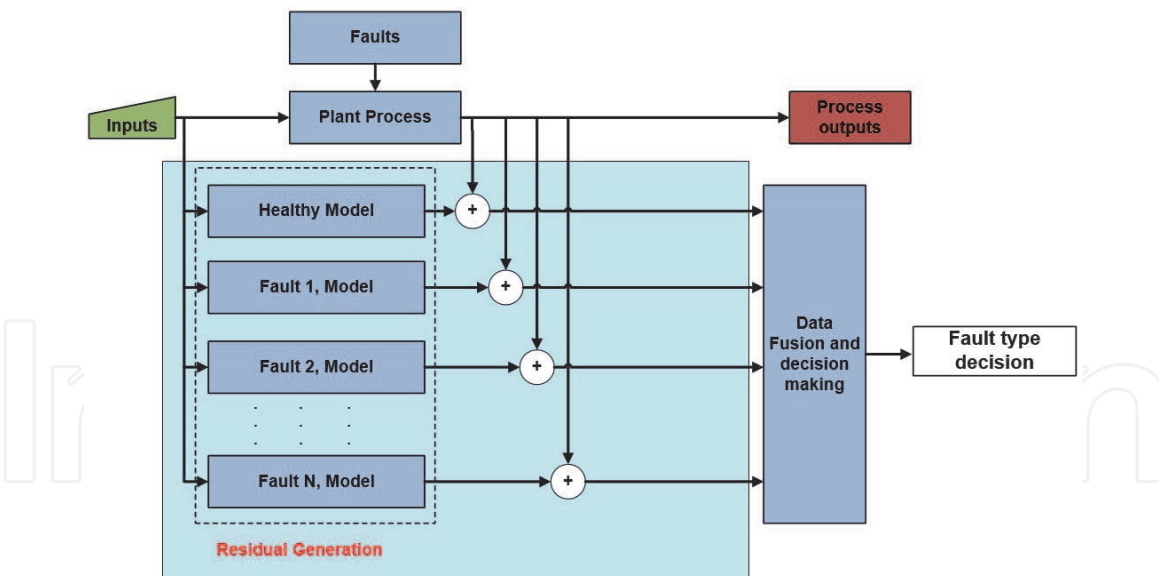 Faults
Inputs
Plant Process
Process
outputs
Healthy Model
+
Fault 1, Model
+
Fault 2, Model
+
. . .
. . .
. . .
Fault N, Model
+
Residual Generation
Data
Fusion and
decision
making
Fault type
decision